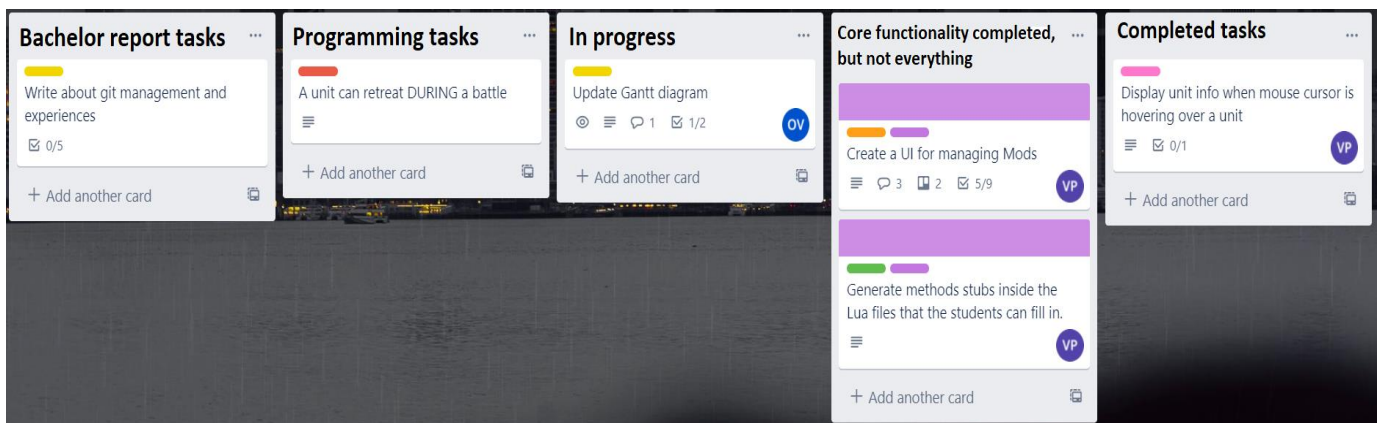 Bachelor report tasks
Write about git management and
experiences
0/5
+ Add another card
Programming tasks
A unit can retreat DURING a battle
+ Add another card
In progress
Update Gantt diagram
1 1/2 OV
+ Add another card
Core functionality completed,
but not everything
Create a UI for managing Mods
3 2 5/9 VP
Generate methods stubs inside the
Lua files that the students can fill in.
VP
+ Add another card
Completed tasks
Display unit info when mouse cursor is
hovering over a unit
0/1 VP
+ Add another card